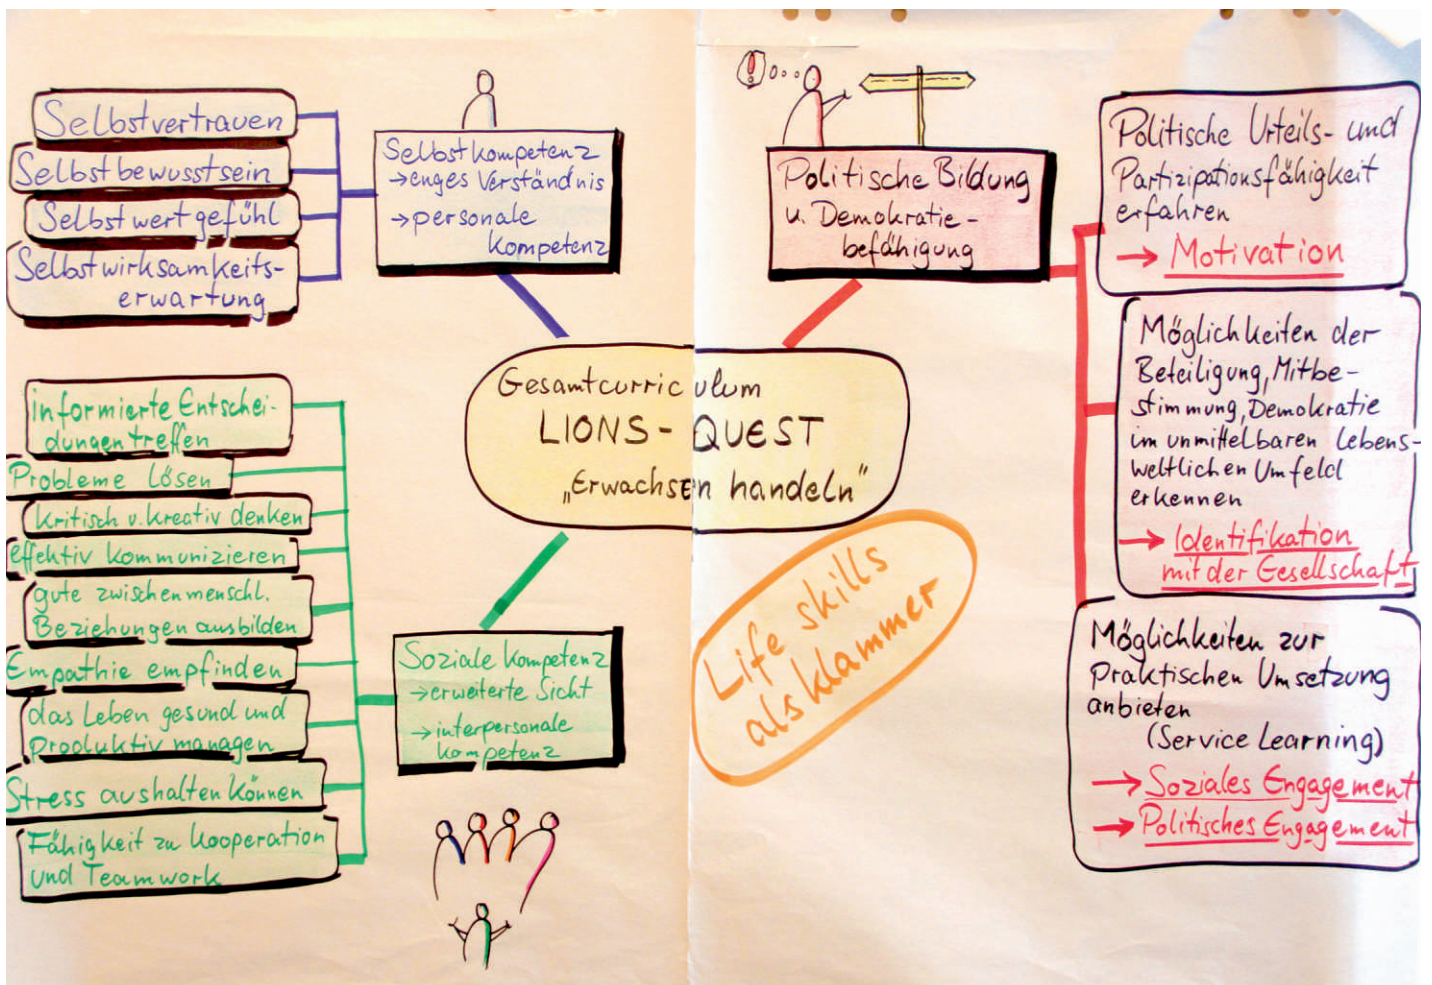 Selbstvertrauen
Selbstbewusstsein
Selbstwertgefühl
Selbstwirksamkeits-
erwartung
Selbstkompetenz
→ enges Verständnis
→ personale
Kompetenz
Politische Bildung
u. Demokratie-
befähigung
Politische Urteils- und
Partizipationsfähigkeit
erfahren
→ Motivation
Möglichkeiten der
Beteiligung, Mitbe-
stimmung, Demokratie
im unmittelbaren lebens-
weltlichen Umfeld
erkennen
→ Identifikation
mit der Gesellschaft
Möglichkeiten zur
Praktischen Umsetzung
anbieten
(Service Learning)
→ Soziales Engagement
→ Politisches Engagement
Gesamtcurriculum
LIONS-QUEST
„Erwachsen handeln“
Life skills
als Klammer
informierte Entschei-
dungen treffen
Probleme lösen
kritisch u. kreativ denken
effektiv kommunizieren
gute zwischenmenschl.
Beziehungen ausbilden
Empathie empfinden
das Leben gesund und
produktiv managen
Stress aushalten können
Fähigkeit zu Kooperation
und Teamwork
Soziale Kompetenz
→ erweiterte Sicht
→ interpersonale
Kompetenz